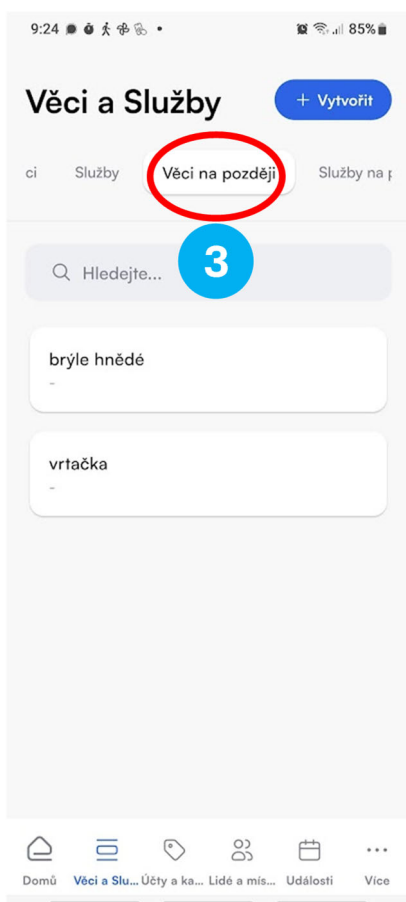 9:24 85%
Věci a Služby + Vytvořit
ci Služby Věci na později Služby na p
3
Hledejte...
brýle hnědé
-
vrtačka
-
Domů Věci a Slu... Účty a ka... Lidé a mís... Události Více